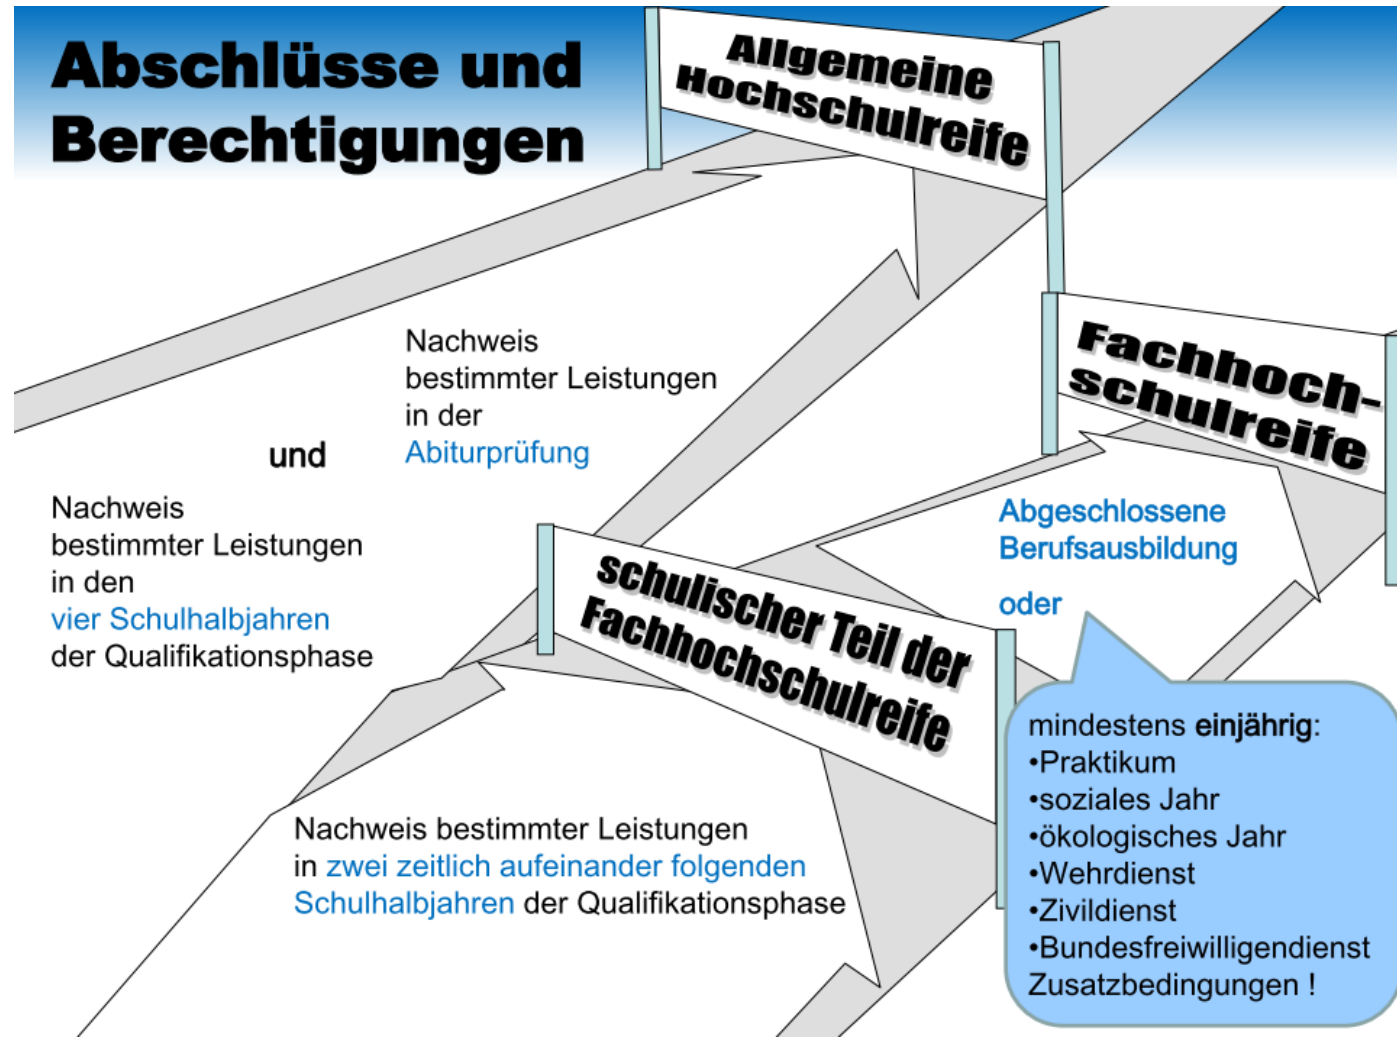 Abschlüsse und
Berechtigungen
Allgemeine
Hochschulreife
Nachweis
bestimmter Leistungen
in der
Abiturprüfung
und
Nachweis
bestimmter Leistungen
in den
vier Schulhalbjahren
der Qualifikationsphase
Fachhoch-
schulreife
Abgeschlossene
Berufsausbildung
oder
schulischer Teil der
Fachhochschulreife
mindestens einjährig:
•Praktikum
•soziales Jahr
•ökologisches Jahr
•Wehrdienst
•Zivildienst
•Bundesfreiwilligendienst
Zusatzbedingungen !
Nachweis bestimmter Leistungen
in zwei zeitlich aufeinander folgenden
Schulhalbjahren der Qualifikationsphase